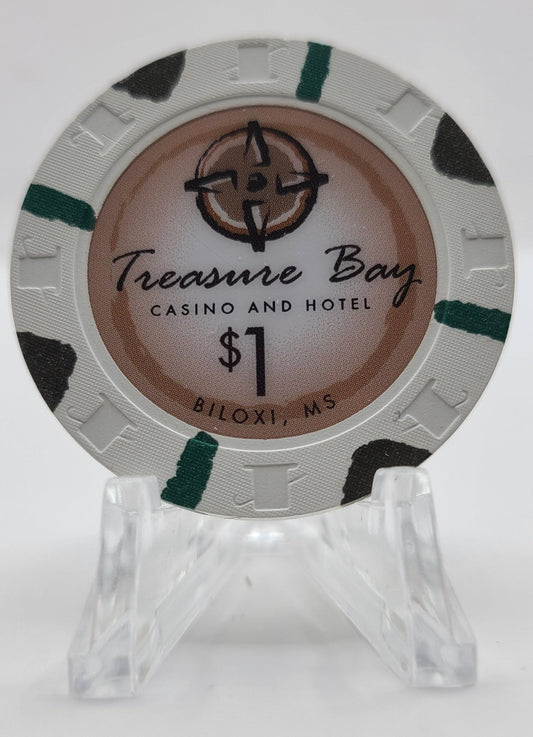 Treasure Bay
CASINO AND HOTEL
$1
BILOXI, MS